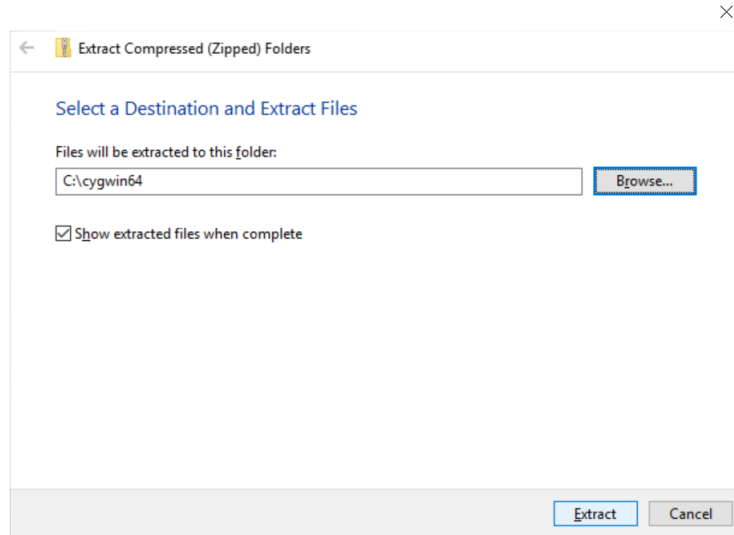 Extract Compressed (Zipped) Folders
Select a Destination and Extract Files
Files will be extracted to this folder:
C:\cygwin64
Browse...
Show extracted files when complete
Extract
Cancel